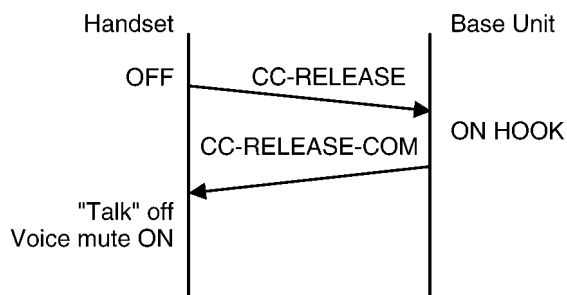 Handset
Base Unit
OFF
CC-RELEASE
ON HOOK
CC-RELEASE-COM
"Talk" off
Voice mute ON